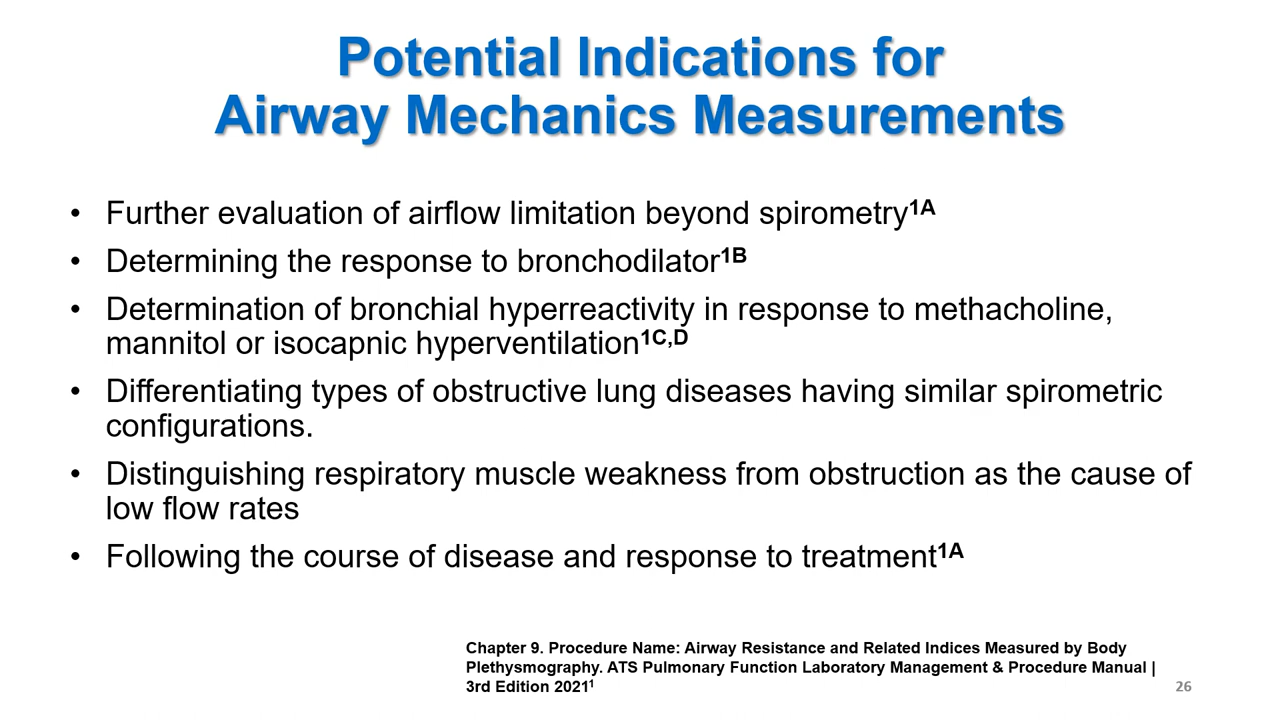 Potential Indications for
Airway Mechanics Measurements
• Further evaluation of airflow limitation beyond spirometry1A
• Determining the response to bronchodilator1B
• Determination of bronchial hyperreactivity in response to methacholine,
mannitol or isocapnic hyperventilation1C,D
• Differentiating types of obstructive lung diseases having similar spirometric
configurations.
• Distinguishing respiratory muscle weakness from obstruction as the cause of
low flow rates
• Following the course of disease and response to treatment1A
Chapter 9. Procedure Name: Airway Resistance and Related Indices Measured by Body
Plethysmography. ATS Pulmonary Function Laboratory Management & Procedure Manual |
3rd Edition 20211
26